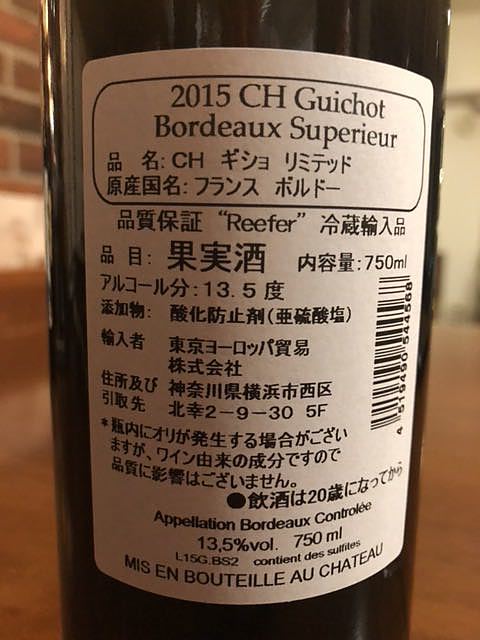 2015 CH Guichot
Bordeaux Superieur
品　名: CH　ギショ　リミテッド
原産国名: フランス　ボルドー
品質保証　“Reefer”　冷蔵輸入品
品 目: 果実酒　内容量: 750ml
アルコール分: 13.5 度
添加物:　酸化防止剤（亜硫酸塩）
輸入者　東京ヨーロッパ貿易
株式会社
住所及び　神奈川県横浜市西区
引取先　北幸2-9-30 5F
4 519490 544568
*瓶内にオリが発生する場合がござい
ますが、ワイン由来の成分ですので
品質に影響はございません。
●飲酒は20歳になってから
Appellation Bordeaux Controlée
13,5%vol. 750 ml
L15G.BS2 contient des sulfites
MIS EN BOUTEILLE AU CHATEAU